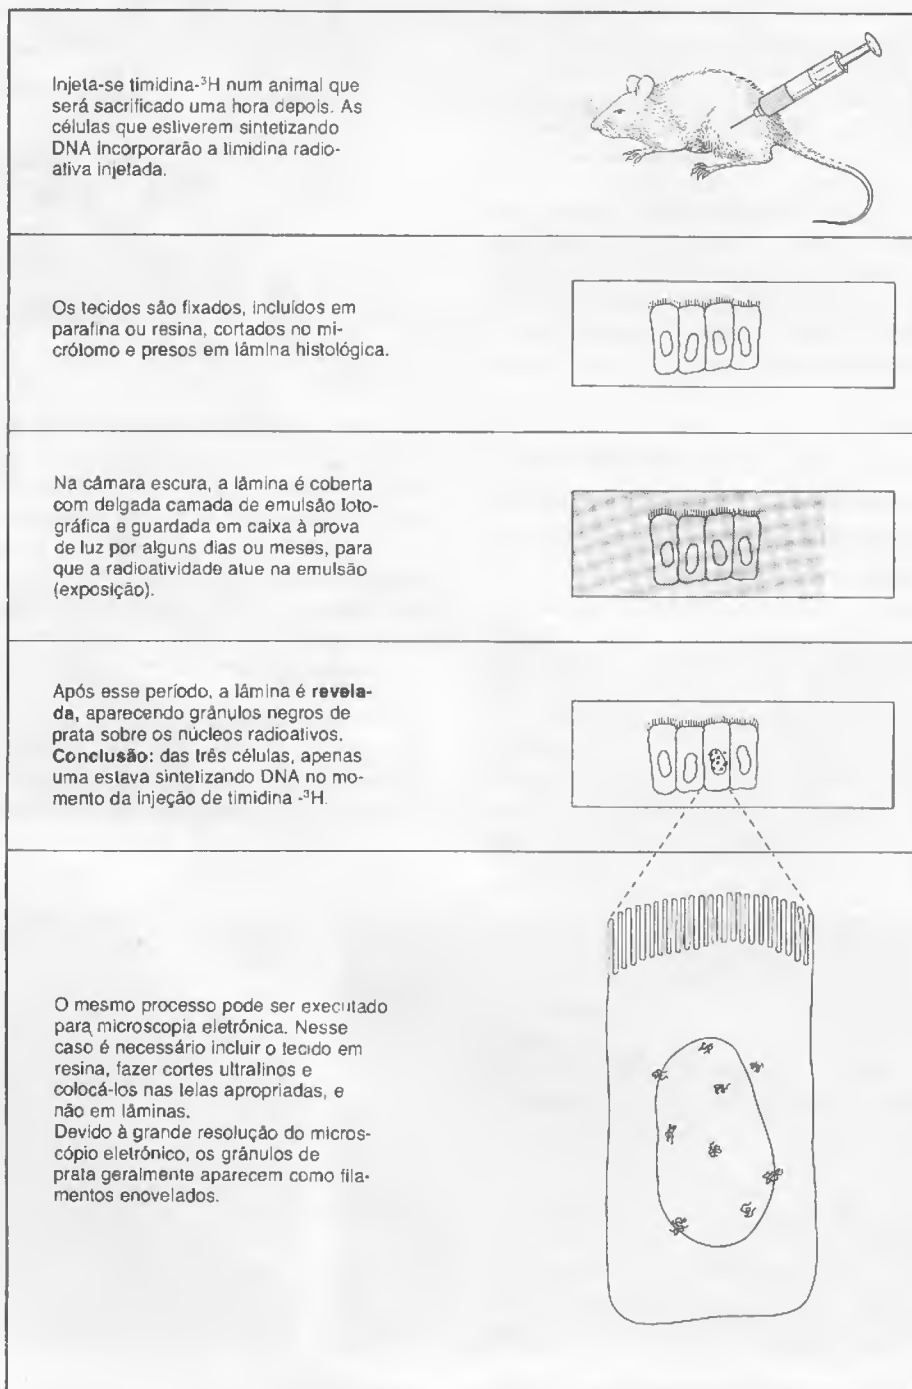 Injeta-se timidina-³H num animal que
será sacrificado uma hora depois. As
células que estiverem sintetizando
DNA incorporarão a timidina radio-
ativa injetada.
Os tecidos são fixados, incluídos em
parafina ou resina, cortados no mi-
crótomo e presos em lâmina histológica.
Na câmara escura, a lâmina é coberta
com delgada camada de emulsão foto-
gráfica e guardada em caixa à prova
de luz por alguns dias ou meses, para
que a radioatividade atue na emulsão
(exposição).
Após esse período, a lâmina é revela-
da, aparecendo grânulos negros de
prata sobre os núcleos radioativos.
Conclusão: das três células, apenas
uma estava sintetizando DNA no mo-
mento da injeção de timidina -³H.
O mesmo processo pode ser executado
para microscopia eletrônica. Nesse
caso é necessário incluir o tecido em
resina, fazer cortes ultrafinos e
colocá-los nas telas apropriadas, e
não em lâminas.
Devido à grande resolução do micros-
cópio eletrônico, os grânulos de
prata geralmente aparecem como fila-
mentos enovelados.